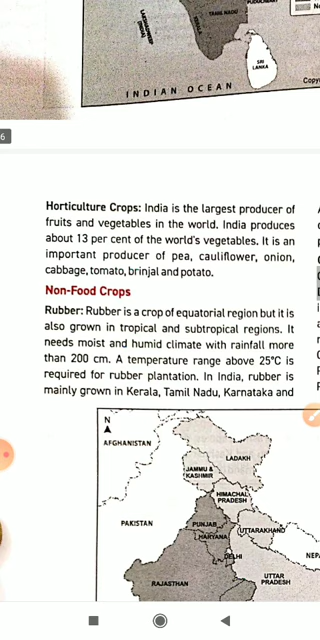 LAKSHADWEEP
(INDIA)
KERALA
TAMIL NADU
PUDUCHERRY
SRI
LANKA
INDIAN OCEAN
6
Horticulture Crops: India is the largest producer of
fruits and vegetables in the world. India produces
about 13 per cent of the world's vegetables. It is an
important producer of pea, cauliflower, onion,
cabbage, tomato, brinjal and potato.
Non-Food Crops
Rubber: Rubber is a crop of equatorial region but it is
also grown in tropical and subtropical regions. It
needs moist and humid climate with rainfall more
than 200 cm. A temperature range above 25°C is
required for rubber plantation. In India, rubber is
mainly grown in Kerala, Tamil Nadu, Karnataka and
N
AFGHANISTAN
LADAKH
JAMMU &
KASHMIR
HIMACHAL
PRADESH
PAKISTAN
PUNJAB
UTTARAKHAND
HARYANA
DELHI
RAJASTHAN
UTTAR
PRADESH